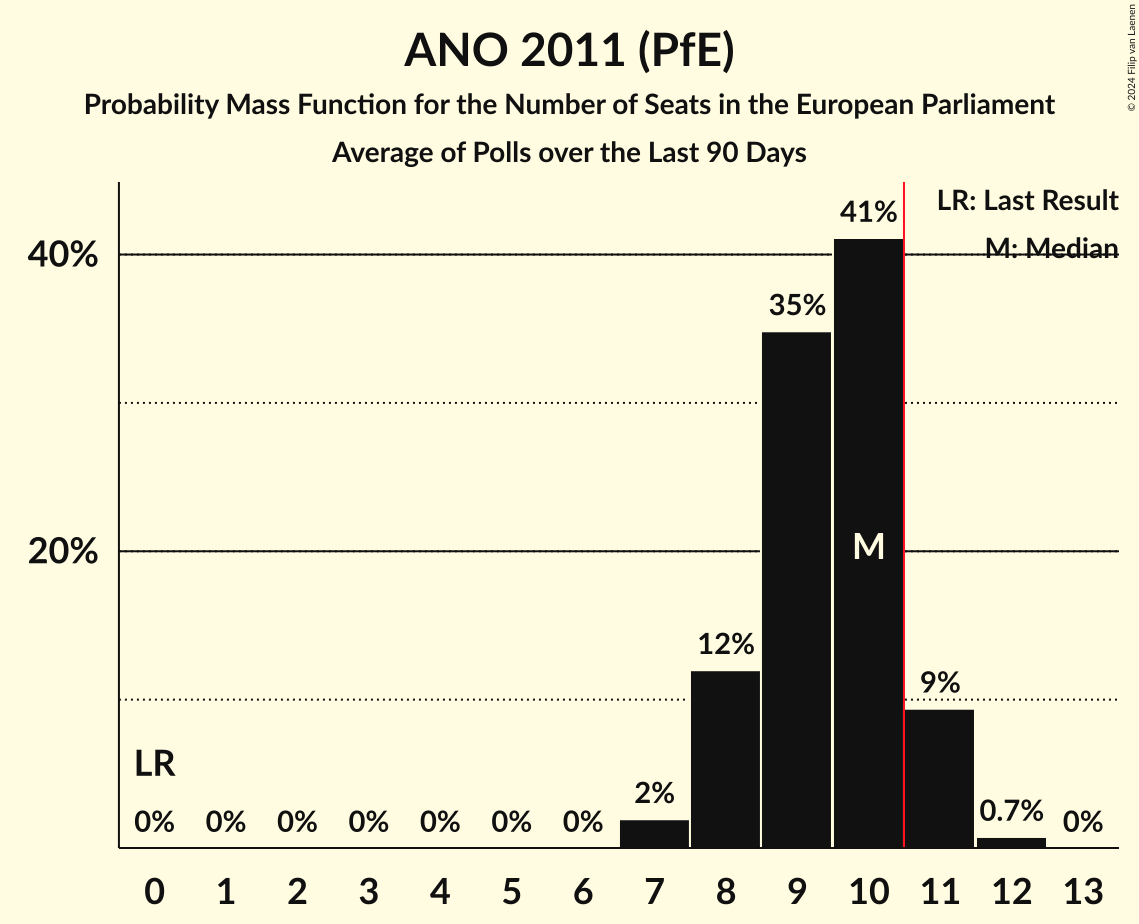 ANO 2011 (PfE)
Probability Mass Function for the Number of Seats in the European Parliament
Average of Polls over the Last 90 Days
© 2024 Filip van Laenen
LR: Last Result
M: Median
41%
40%
35%
20%
M
12%
9%
LR
2%
0.7%
0% 0% 0% 0% 0% 0% 0% 0%
0 1 2 3 4 5 6 7 8 9 10 11 12 13